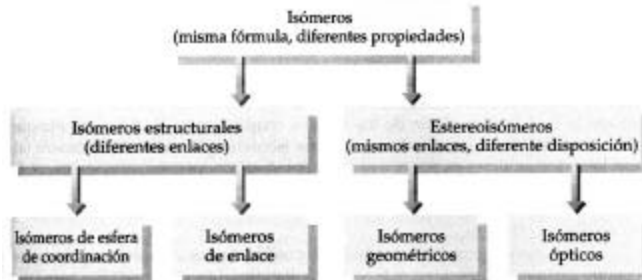 Isómeros
(misma fórmula, diferentes propiedades)
Isómeros estructurales
(diferentes enlaces)
Estereoisómeros
(mismos enlaces, diferente disposición)
Isómeros de esfera
de coordinación
Isómeros
de enlace
Isómeros
geométricos
Isómeros
ópticos